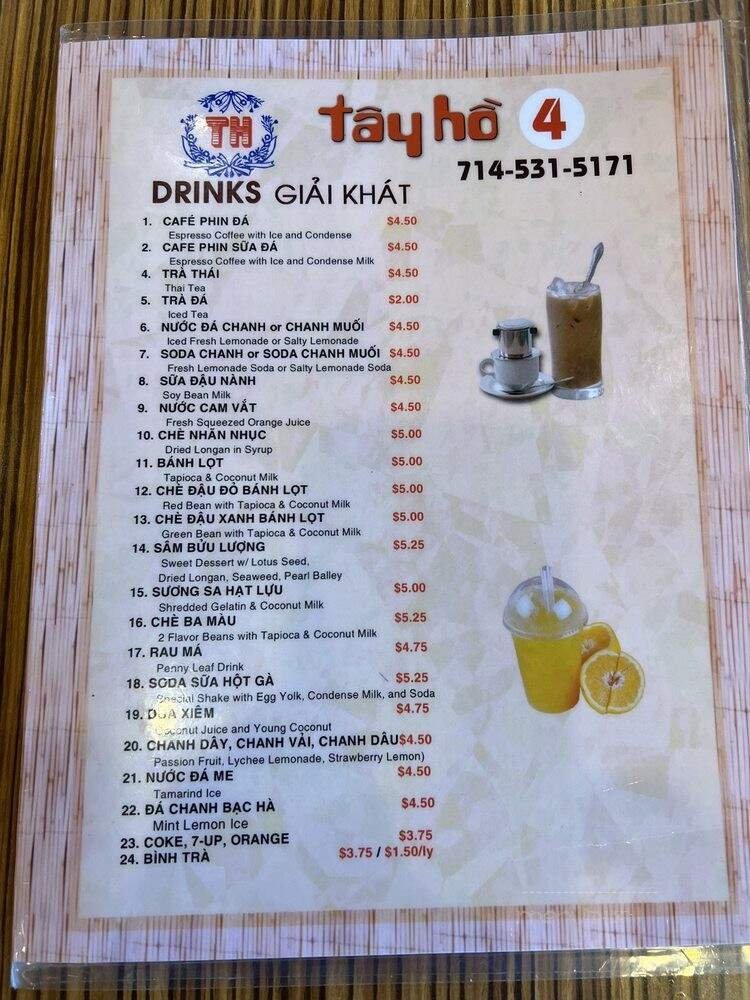 TH
tây hồ 4
714-531-5171
DRINKS GIẢI KHÁT
1. CAFÉ PHIN ĐÁ $4.50
Espresso Coffee with Ice and Condense
2. CAFE PHIN SỮA ĐÁ $4.50
Espresso Coffee with Ice and Condense Milk
4. TRÀ THÁI $4.50
Thai Tea
5. TRÀ ĐÁ $2.00
Iced Tea
6. NƯỚC ĐÁ CHANH or CHANH MUỐI $4.50
Iced Fresh Lemonade or Salty Lemonade
7. SODA CHANH or SODA CHANH MUỐI $4.50
Fresh Lemonade Soda or Salty Lemonade Soda
8. SỮA ĐẬU NÀNH $4.50
Soy Bean Milk
9. NƯỚC CAM VẮT $4.50
Fresh Squeezed Orange Juice
10. CHÈ NHÃN NHỤC $5.00
Dried Longan in Syrup
11. BÁNH LỌT $5.00
Tapioca & Coconut Milk
12. CHÈ ĐẬU ĐỎ BÁNH LỌT $5.00
Red Bean with Tapioca & Coconut Milk
13. CHÈ ĐẬU XANH BÁNH LỌT $5.00
Green Bean with Tapioca & Coconut Milk
14. SÂM BỬU LƯỢNG $5.25
Sweet Dessert w/ Lotus Seed,
Dried Longan, Seaweed, Pearl Balley
15. SƯƠNG SA HẠT LỰU $5.00
Shredded Gelatin & Coconut Milk
16. CHÈ BA MÀU $5.25
2 Flavor Beans with Tapioca & Coconut Milk
17. RAU MÁ $4.75
Penny Leaf Drink
18. SODA SỮA HỘT GÀ $5.25
Special Shake with Egg Yolk, Condense Milk, and Soda
19. DỪA XIÊM $4.75
Coconut Juice and Young Coconut
20. CHANH DÂY, CHANH VẢI, CHANH DÂU $4.50
Passion Fruit, Lychee Lemonade, Strawberry Lemon)
21. NƯỚC ĐÁ ME $4.50
Tamarind Ice
22. ĐÁ CHANH BẠC HÀ $4.50
Mint Lemon Ice
23. COKE, 7-UP, ORANGE $3.75
24. BÌNH TRÀ $3.75 / $1.50/ly